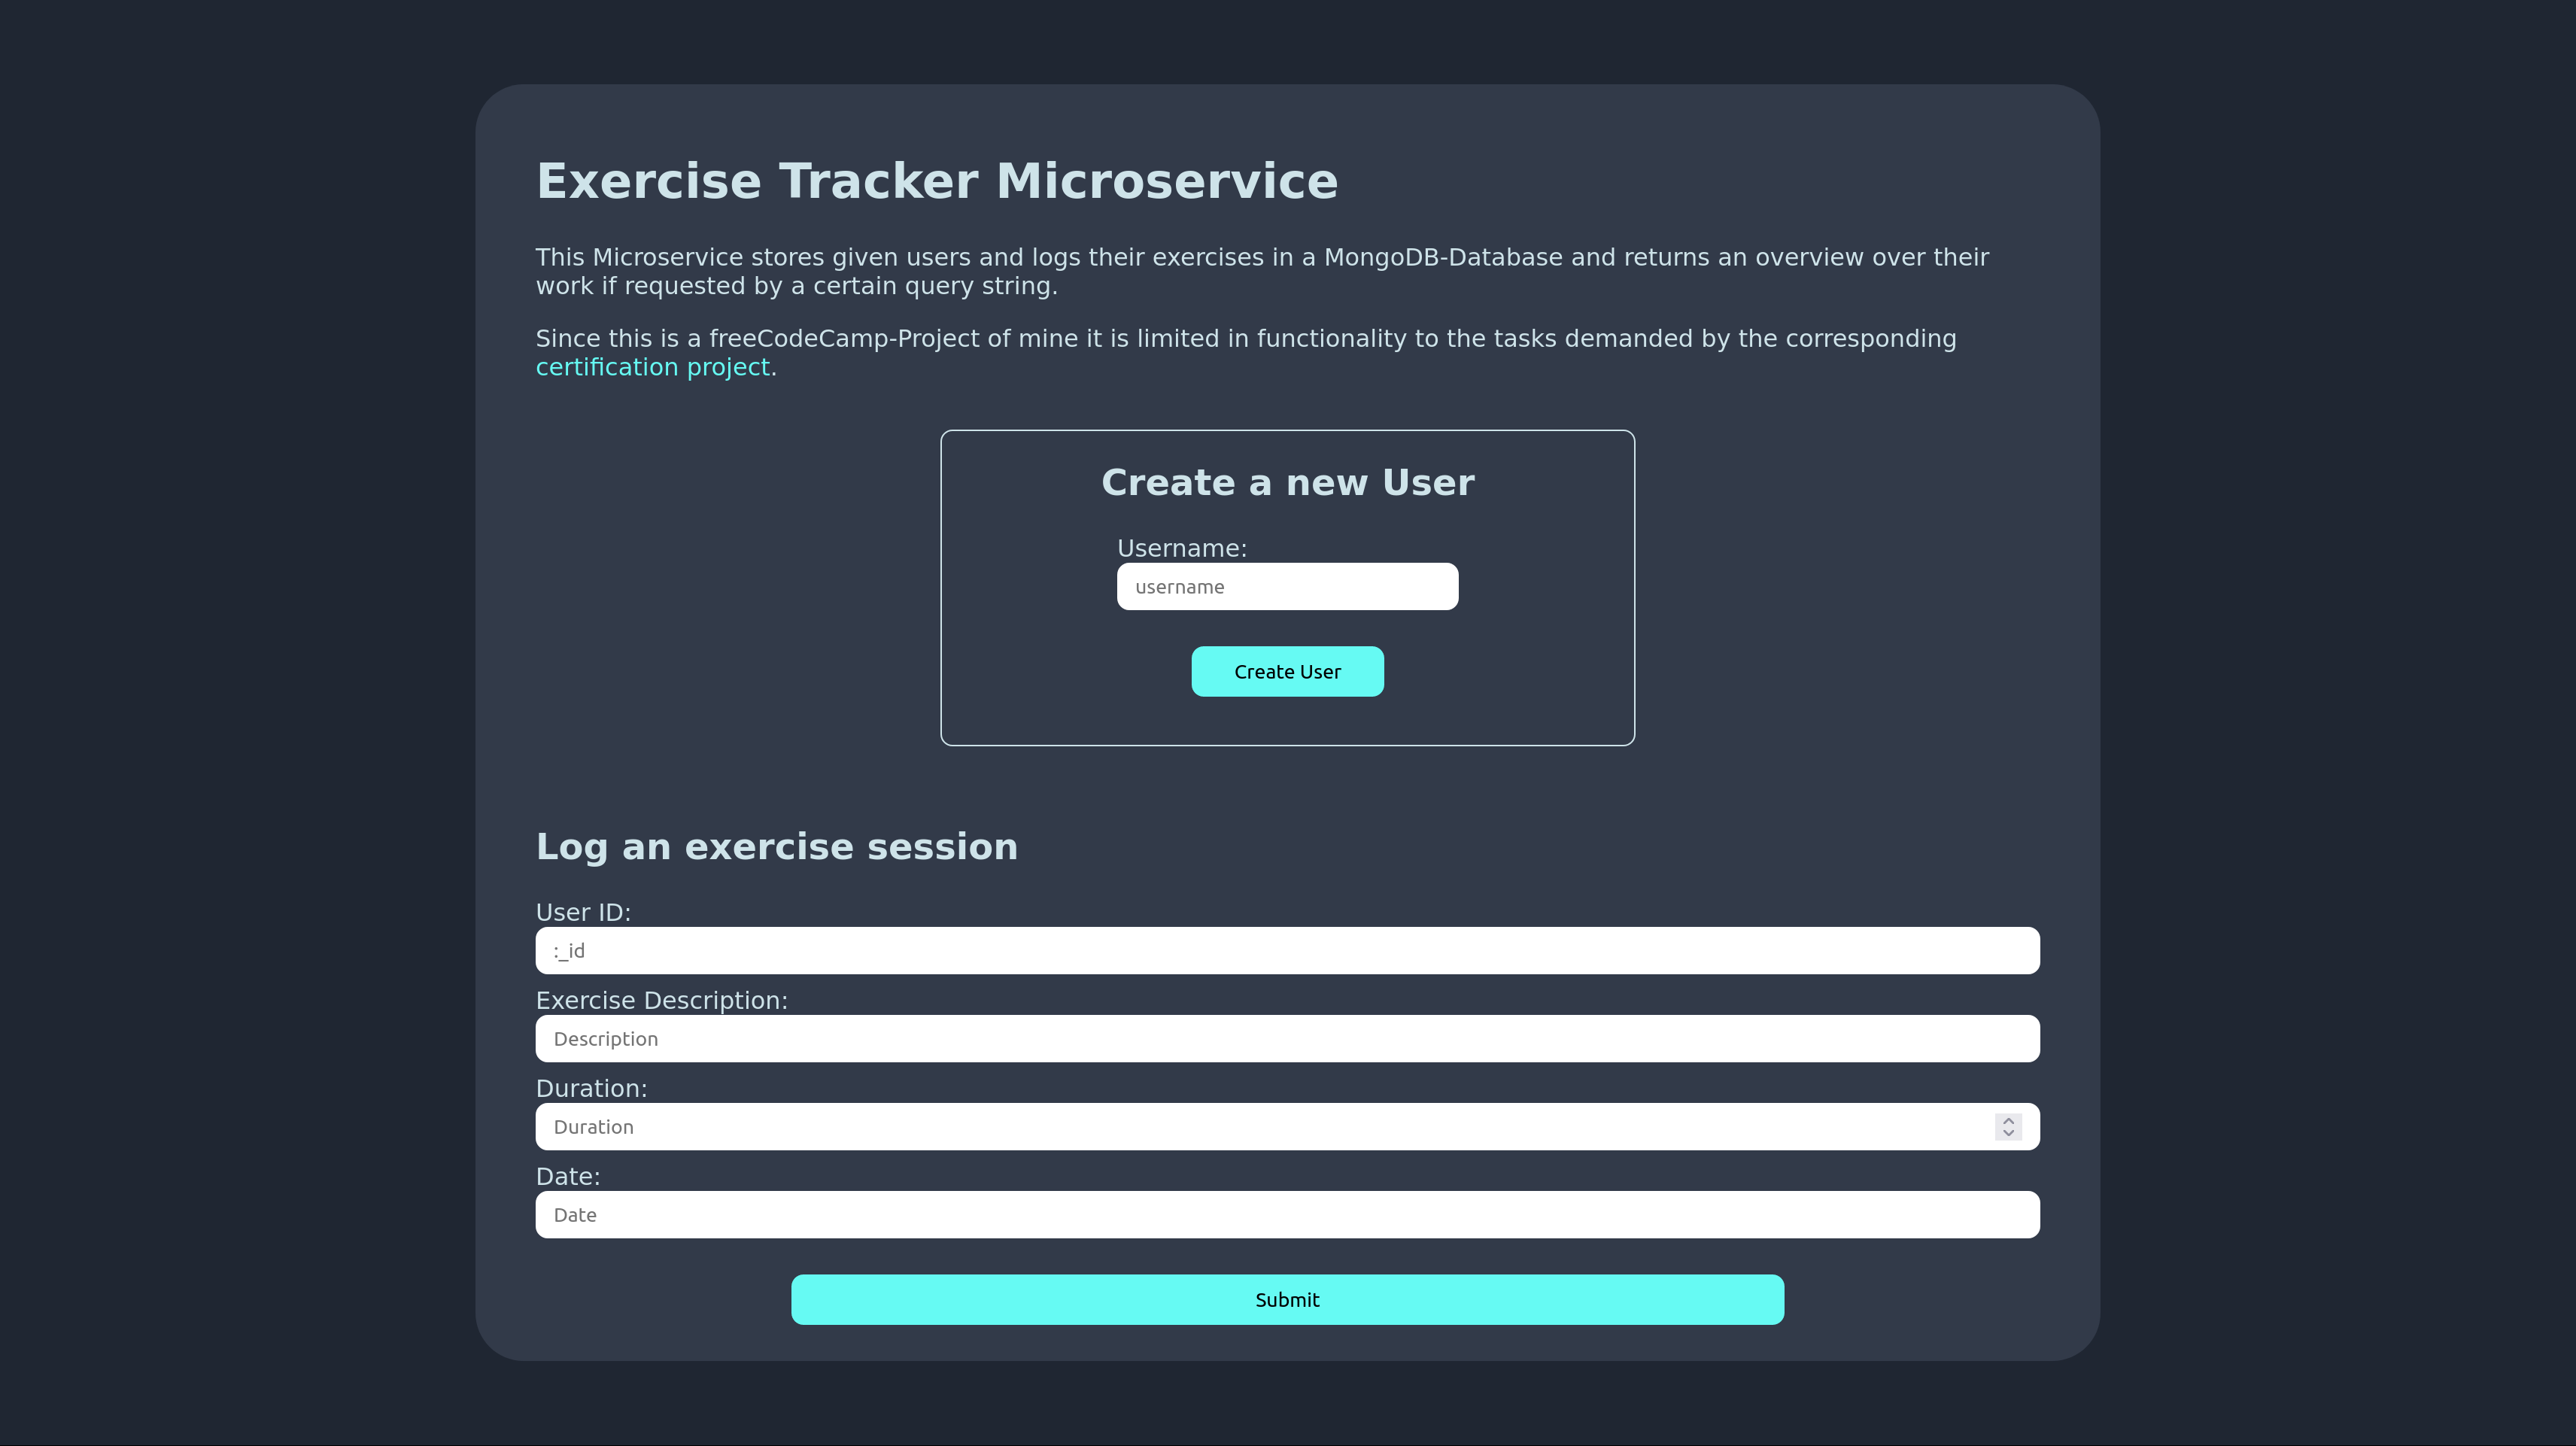 Exercise Tracker Microservice
This Microservice stores given users and logs their exercises in a MongoDB-Database and returns an overview over their
work if requested by a certain query string.
Since this is a freeCodeCamp-Project of mine it is limited in functionality to the tasks demanded by the corresponding
certification project.
Create a new User
Username:
username
Create User
Log an exercise session
User ID:
:_id
Exercise Description:
Description
Duration:
Duration
Date:
Date
Submit